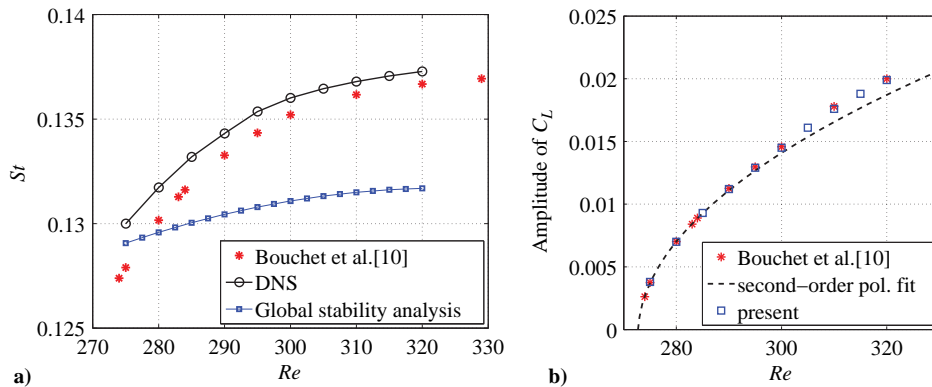 0.14
0.135
0.13
0.125
St
270 280 290 300 310 320 330
Re
Bouchet et al.[10]
DNS
Global stability analysis
a)
0.025
0.02
0.015
0.01
0.005
0
Amplitude of C_L
280 300 320
Re
Bouchet et al.[10]
second−order pol. fit
present
b)